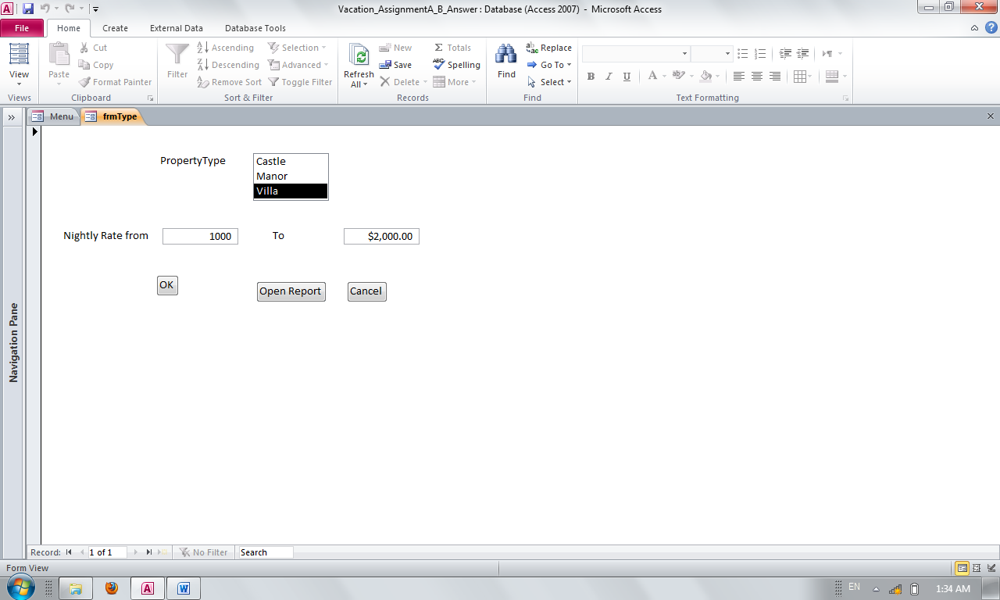 Vacation_AssignmentA_B_Answer : Database (Access 2007) - Microsoft Access
File Home Create External Data Database Tools
View
Views
Paste
Cut
Copy
Format Painter
Clipboard
Filter
Ascending
Descending
Remove Sort
Selection
Advanced
Toggle Filter
Sort & Filter
Refresh
All
New
Save
Delete
Totals
Spelling
More
Records
Find
Replace
Go To
Select
Find
B I U A
Text Formatting
Menu frmType
Navigation Pane
PropertyType
Castle
Manor
Villa
Nightly Rate from 1000 To $2,000.00
OK Open Report Cancel
Record: 1 of 1 No Filter Search
Form View
EN 1:34 AM